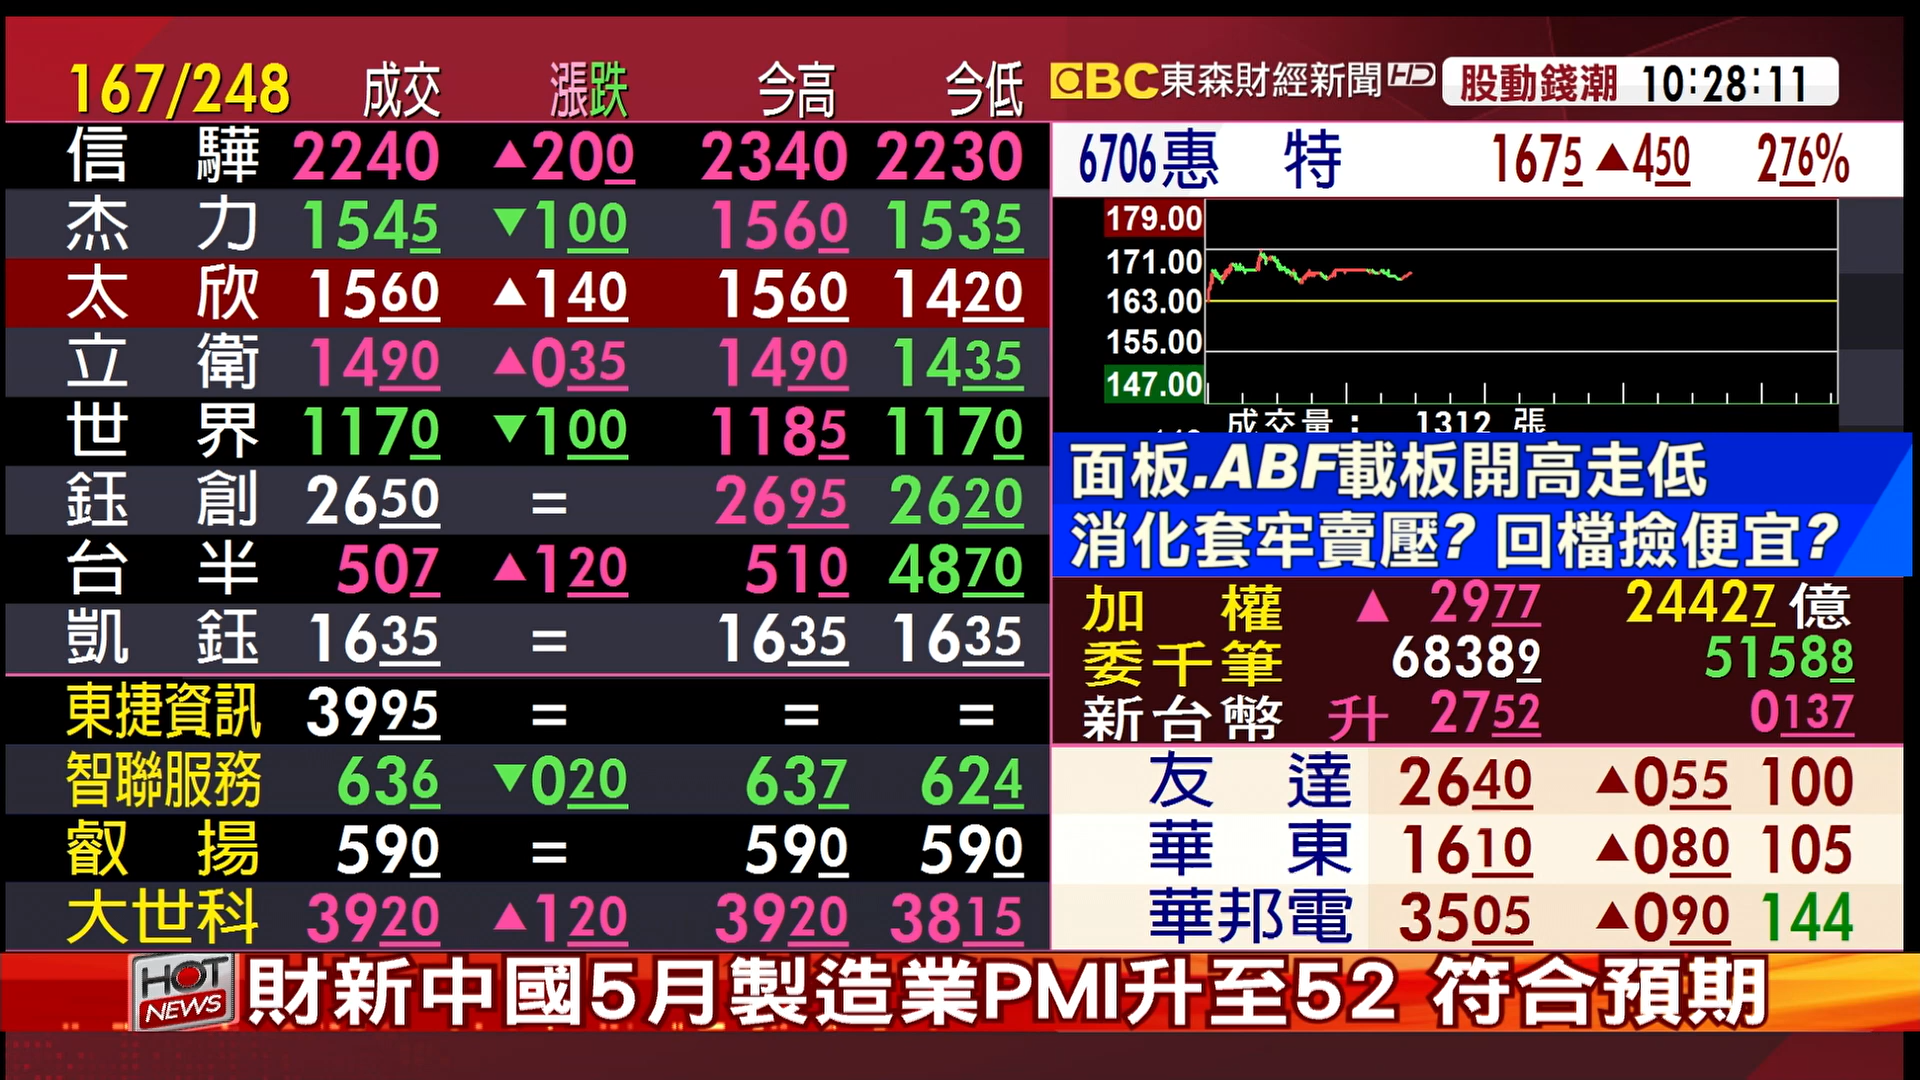 167/248 成交 漲跌 今高 今低
信驊 2240 ▲200 2340 2230
杰力 1545 ▼100 1560 1535
太欣 1560 ▲140 1560 1420
立衛 1490 ▲035 1490 1435
世界 1170 ▼100 1185 1170
鈺創 2650 = 2695 2620
台半 507 ▲120 510 4870
凱鈺 1635 = 1635 1635
東捷資訊 3995 = = =
智聯服務 636 ▼020 637 624
叡揚 590 = 590 590
大世科 3920 ▲120 3920 3815
EBC東森財經新聞HD 股動錢潮 10:28:11
6706惠特 1675 ▲450 276%
179.00
171.00
163.00
155.00
147.00
成交量： 1312 張
面板.ABF載板開高走低
消化套牢賣壓? 回檔撿便宜?
加權 ▲ 2977 24427億
委千筆 68389 51588
新台幣 升 2752 0137
友達 2640 ▲055 100
華東 1610 ▲080 105
華邦電 3505 ▲090 144
HOT NEWS 財新中國5月製造業PMI升至52 符合預期